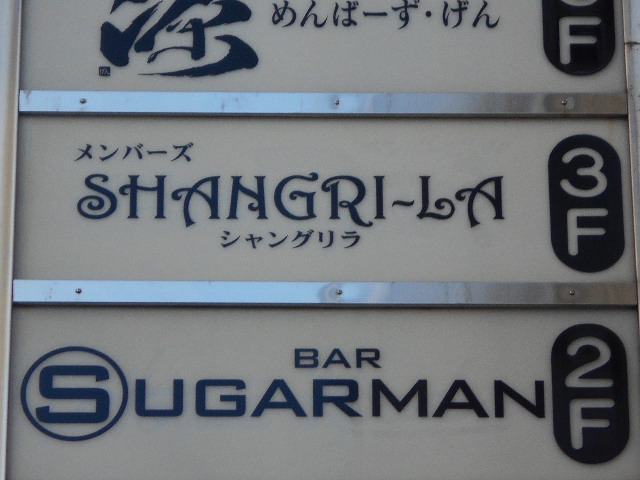 源
めんばーず・げん
F
メンバーズ
SHANGRI-LA
シャングリラ
3F
BAR
SUGARMAN
2F